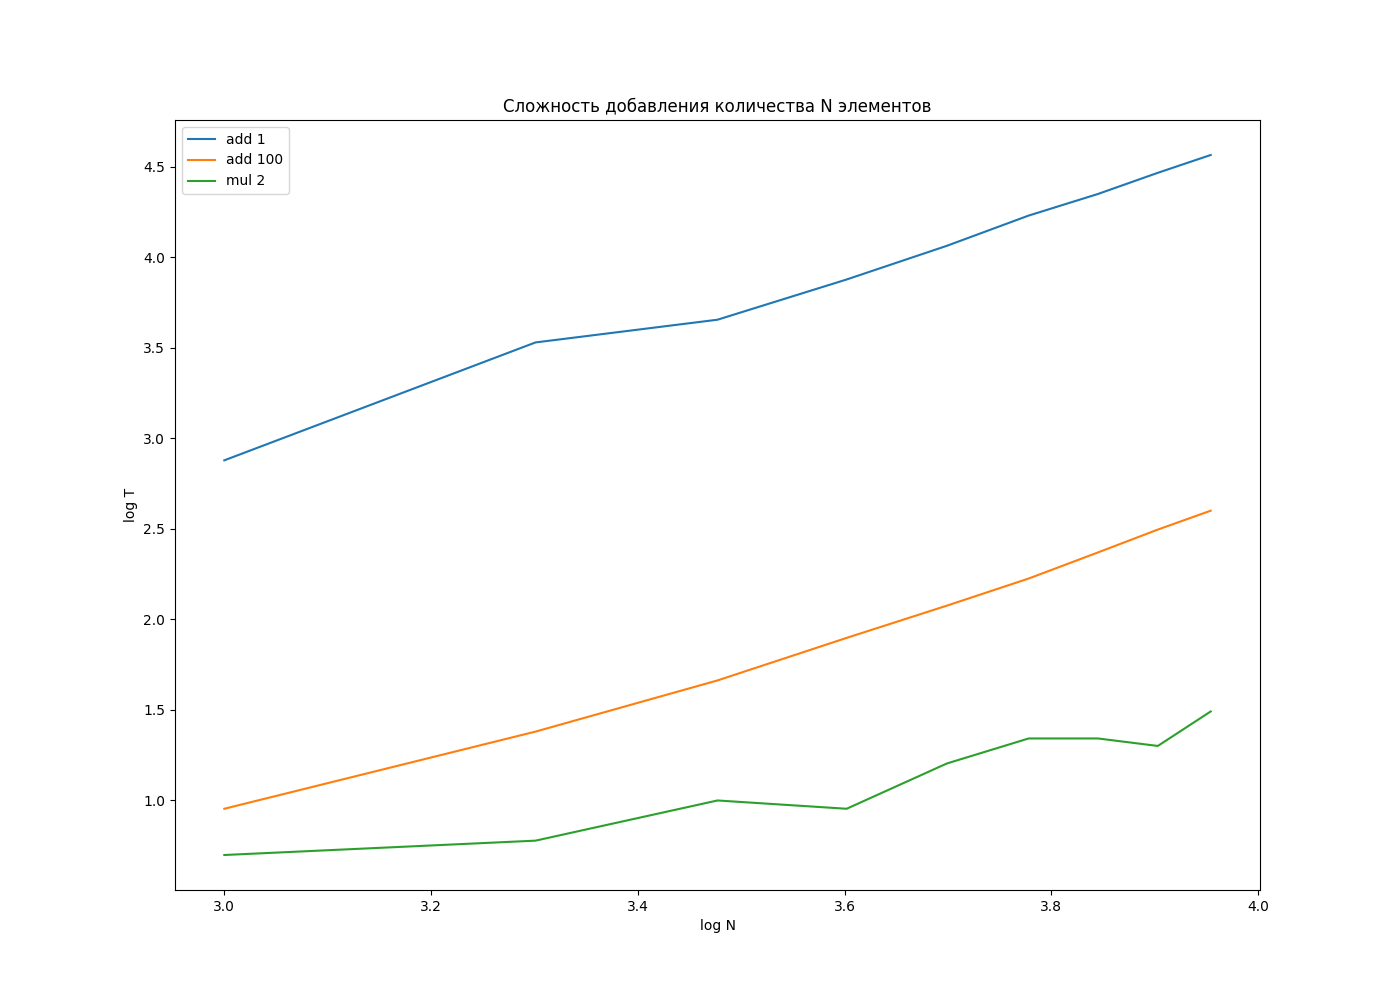 Сложность добавления количества N элементов
add 1
add 100
mul 2
4.5
4.0
3.5
3.0
2.5
2.0
1.5
1.0
log T
3.0 3.2 3.4 3.6 3.8 4.0
log N